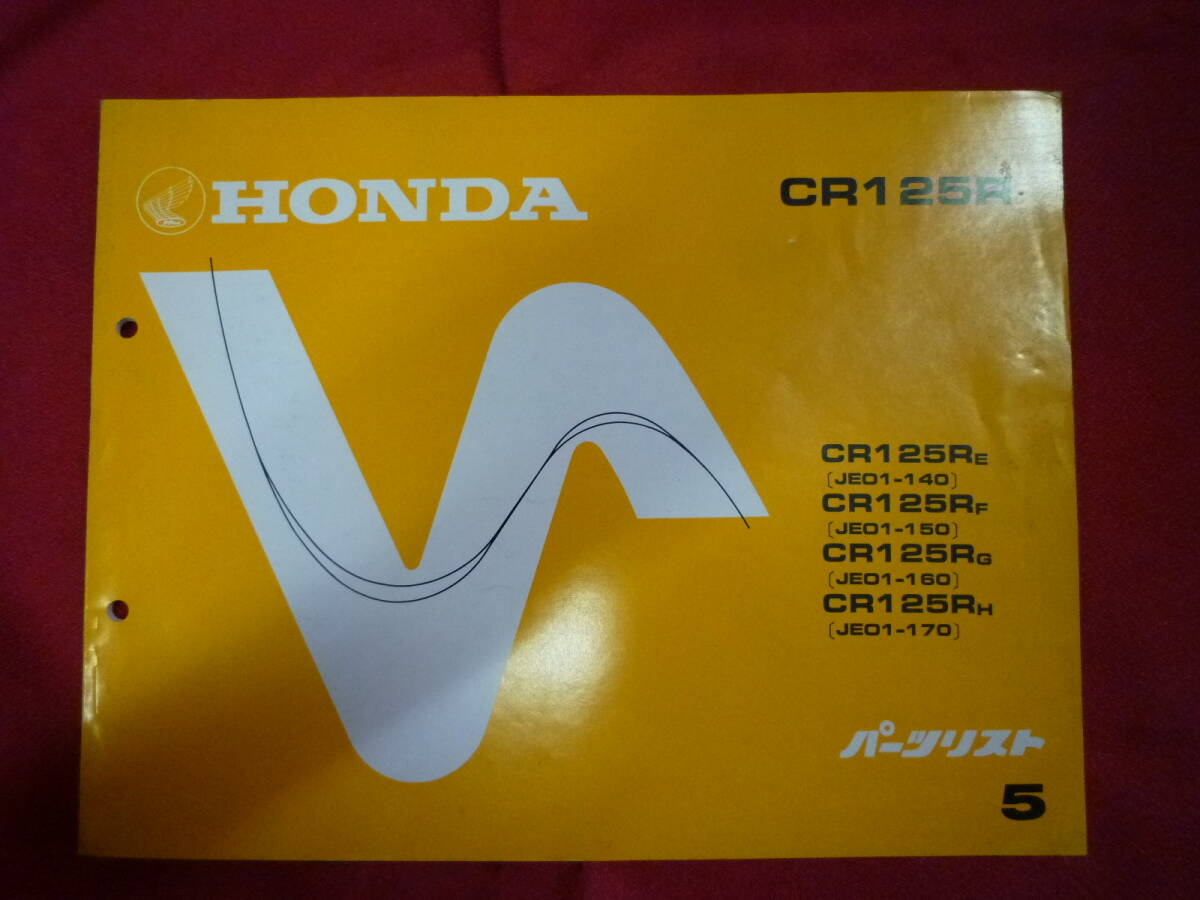 HONDA
CR125R
CR125RE
〔JE01-140〕
CR125RF
〔JE01-150〕
CR125RG
〔JE01-160〕
CR125RH
〔JE01-170〕
パーツリスト
5